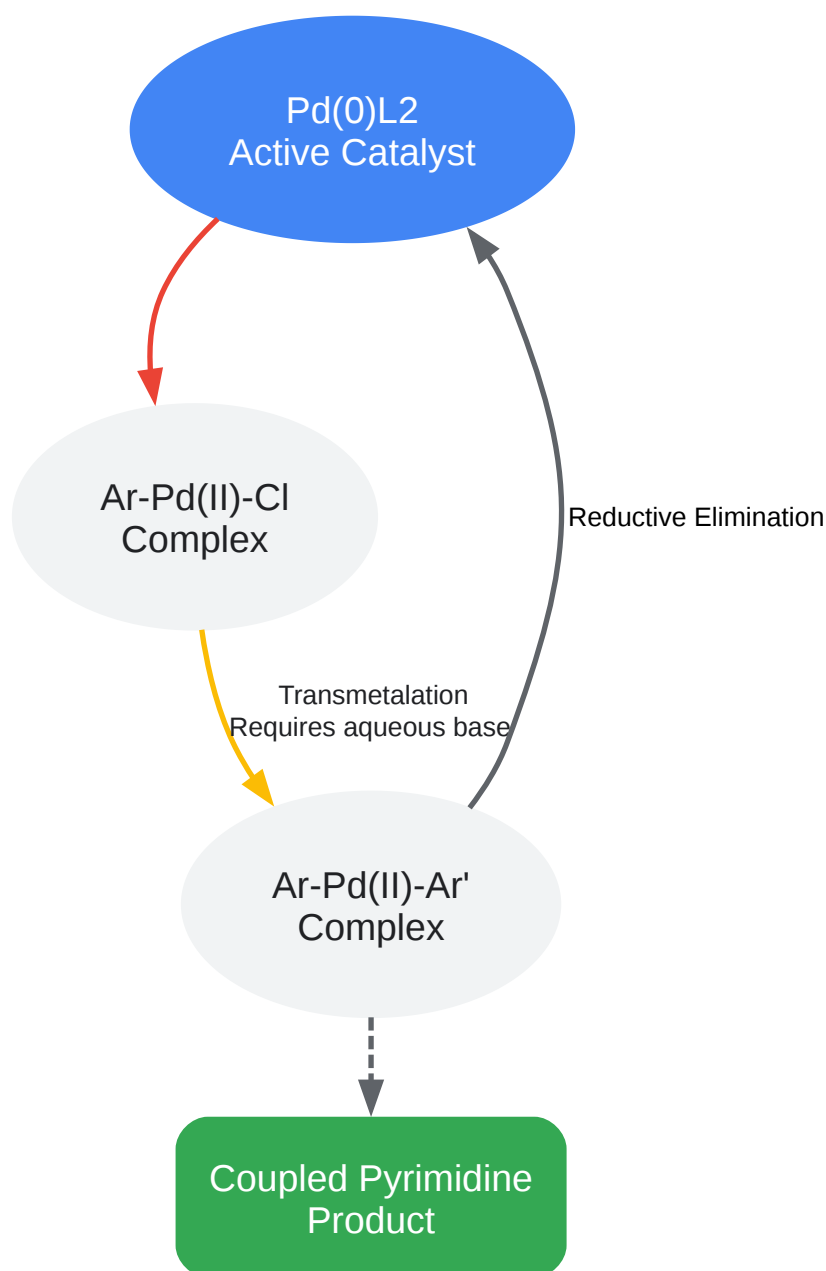 Pd(0)L2
Active Catalyst
Ar-Pd(II)-Cl
Complex
Reductive Elimination
Transmetalation
Requires aqueous base
Ar-Pd(II)-Ar'
Complex
Coupled Pyrimidine
Product